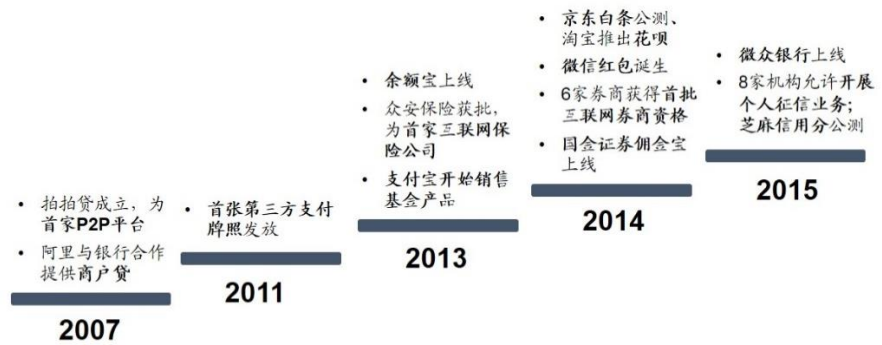 • 拍拍贷成立，为
首家P2P平台
• 阿里与银行合作
提供商户贷
2007
• 首张第三方支付
牌照发放
2011
• 余额宝上线
• 众安保险获批，
为首家三联网保
险公司
• 支付宝开始销售
基金产品
2013
• 京东白条公测、
淘宝推出花呗
• 微信红包诞生
• 6家券商获得首批
三联网券商资格
• 国金证券佣金宝
上线
2014
• 微众银行上线
• 8家机构允许开展
个人征信业务；
芝麻信用分公测
2015